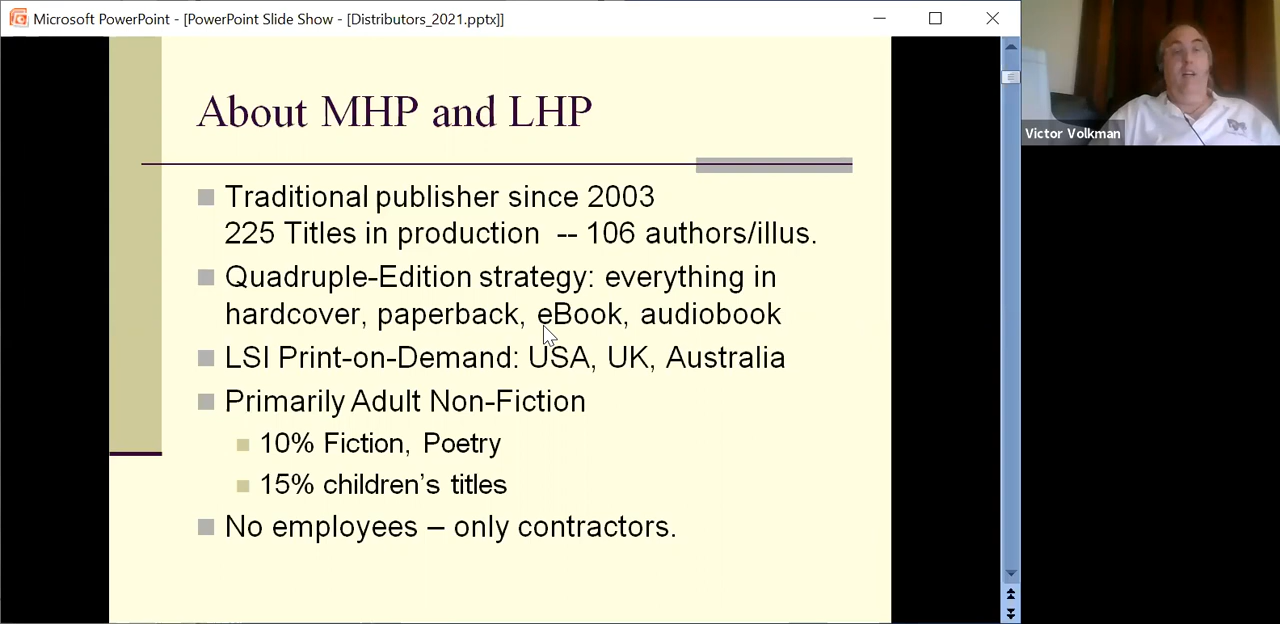 Microsoft PowerPoint - [PowerPoint Slide Show - [Distributors_2021.pptx]]
About MHP and LHP
Traditional publisher since 2003
225 Titles in production -- 106 authors/illus.
Quadruple-Edition strategy: everything in
hardcover, paperback, eBook, audiobook
LSI Print-on-Demand: USA, UK, Australia
Primarily Adult Non-Fiction
10% Fiction, Poetry
15% children’s titles
No employees – only contractors.
Victor Volkman